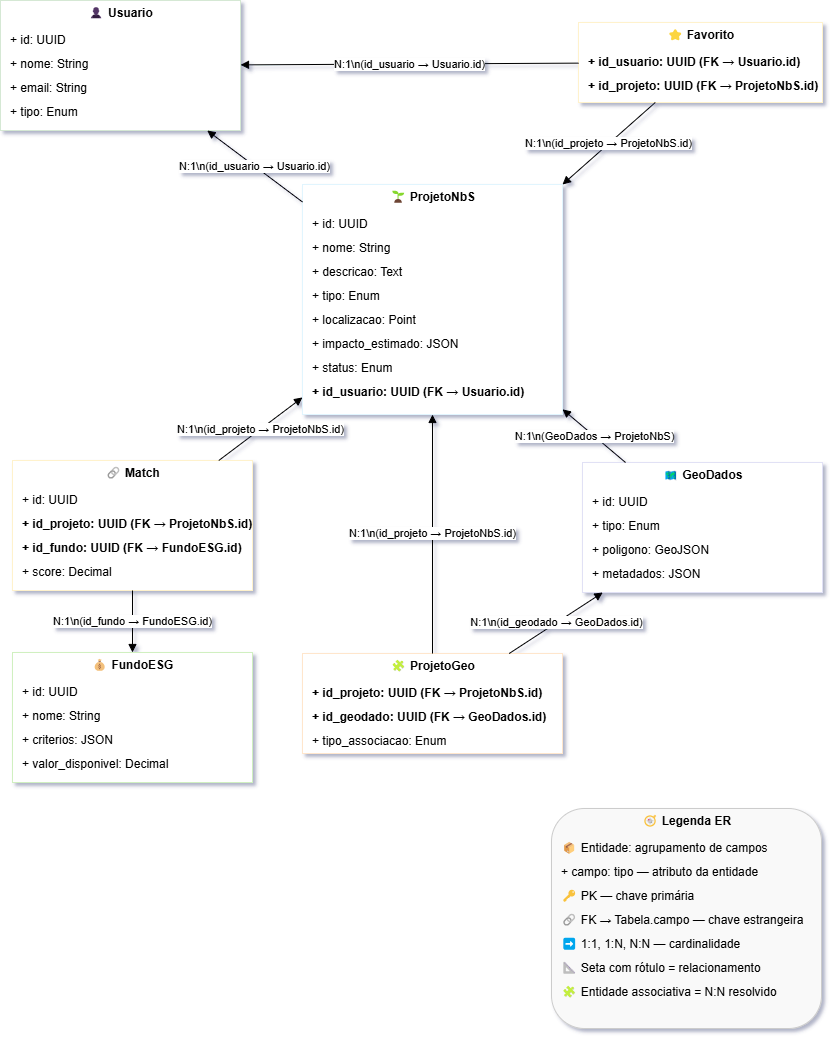 👤 Usuario
+ id: UUID
+ nome: String
+ email: String
+ tipo: Enum
⭐ Favorito
+ id_usuario: UUID (FK → Usuario.id)
+ id_projeto: UUID (FK → ProjetoNbS.id)
N:1\n(id_usuario → Usuario.id)
N:1\n(id_projeto → ProjetoNbS.id)
N:1\n(id_usuario → Usuario.id)
🌱 ProjetoNbS
+ id: UUID
+ nome: String
+ descricao: Text
+ tipo: Enum
+ localizacao: Point
+ impacto_estimado: JSON
+ status: Enum
+ id_usuario: UUID (FK → Usuario.id)
N:1\n(id_projeto → ProjetoNbS.id)
N:1\n(GeoDados → ProjetoNbS)
🔗 Match
+ id: UUID
+ id_projeto: UUID (FK → ProjetoNbS.id)
+ id_fundo: UUID (FK → FundoESG.id)
+ score: Decimal
🗺️ GeoDados
+ id: UUID
+ tipo: Enum
+ poligono: GeoJSON
+ metadados: JSON
N:1\n(id_projeto → ProjetoNbS.id)
N:1\n(id_fundo → FundoESG.id)
N:1\n(id_geodado → GeoDados.id)
💰 FundoESG
+ id: UUID
+ nome: String
+ criterios: JSON
+ valor_disponivel: Decimal
🧩 ProjetoGeo
+ id_projeto: UUID (FK → ProjetoNbS.id)
+ id_geodado: UUID (FK → GeoDados.id)
+ tipo_associacao: Enum
🧭 Legenda ER
📦 Entidade: agrupamento de campos
+ campo: tipo — atributo da entidade
🔑 PK — chave primária
🔗 FK → Tabela.campo — chave estrangeira
➡️ 1:1, 1:N, N:N — cardinalidade
📐 Seta com rótulo = relacionamento
🧩 Entidade associativa = N:N resolvido